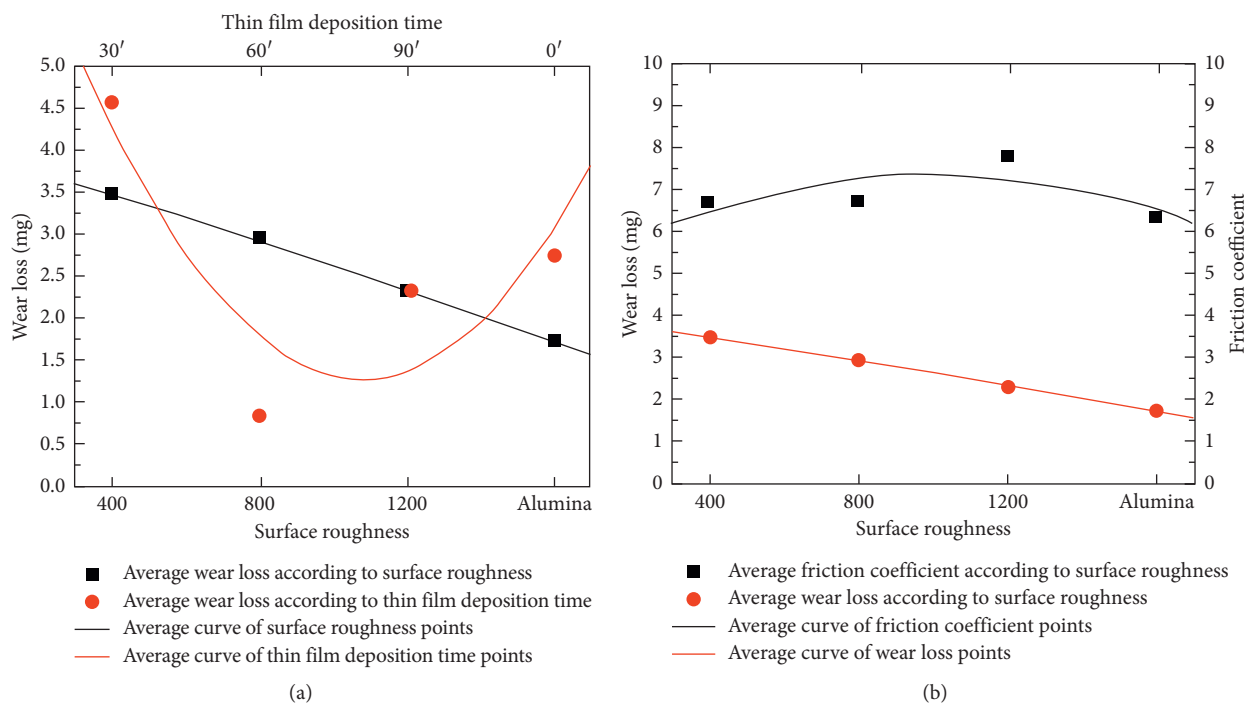 Thin film deposition time
30′ 60′ 90′ 0′
5.0
4.5
4.0
3.5
3.0
2.5
2.0
1.5
1.0
0.5
0.0
Wear loss (mg)
400 800 1200 Alumina
Surface roughness
Average wear loss according to surface roughness
Average wear loss according to thin film deposition time
Average curve of surface roughness points
Average curve of thin film deposition time points
(a)
10
9
8
7
6
5
4
3
2
1
0
Wear loss (mg)
10
9
8
7
6
5
4
3
2
1
0
Friction coefficient
400 800 1200 Alumina
Surface roughness
Average friction coefficient according to surface roughness
Average wear loss according to surface roughness
Average curve of friction coefficient points
Average curve of wear loss points
(b)